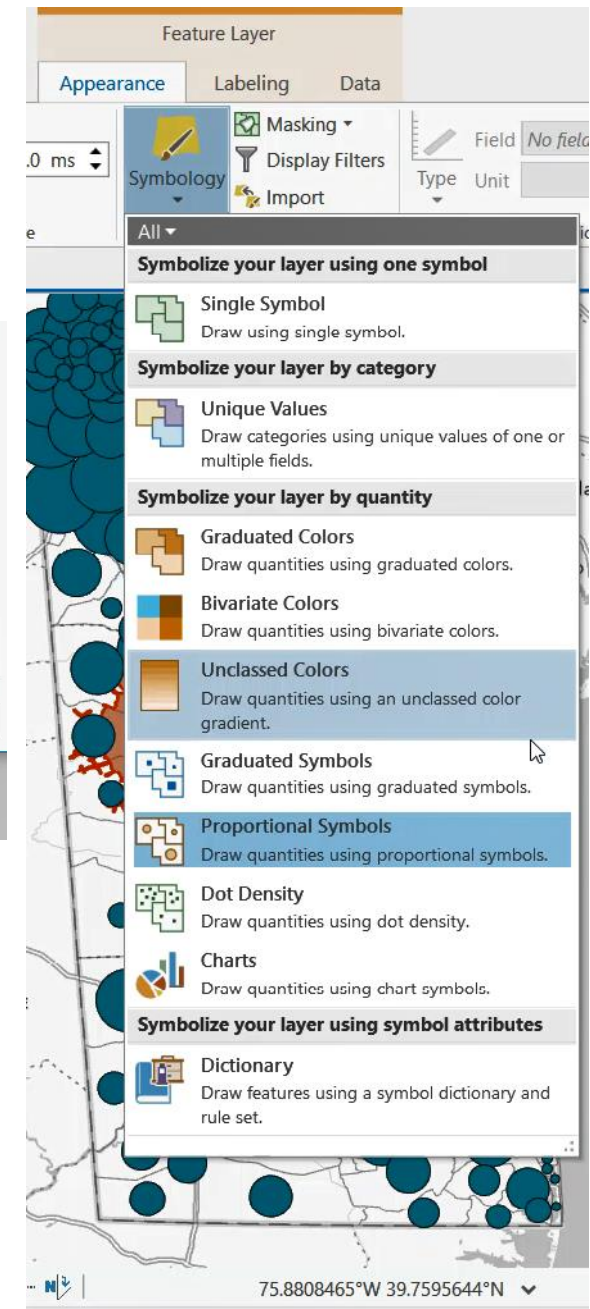 Feature Layer
Appearance Labeling Data
.0 ms
Symbology
Masking
Display Filters
Import
Type
Field No field
Unit
e
All
Symbolize your layer using one symbol
Single Symbol
Draw using single symbol.
Symbolize your layer by category
Unique Values
Draw categories using unique values of one or
multiple fields.
Symbolize your layer by quantity
Graduated Colors
Draw quantities using graduated colors.
Bivariate Colors
Draw quantities using bivariate colors.
Unclassed Colors
Draw quantities using an unclassed color
gradient.
Graduated Symbols
Draw quantities using graduated symbols.
Proportional Symbols
Draw quantities using proportional symbols.
Dot Density
Draw quantities using dot density.
Charts
Draw quantities using chart symbols.
Symbolize your layer using symbol attributes
Dictionary
Draw features using a symbol dictionary and
rule set.
N
75.8808465°W 39.7595644°N